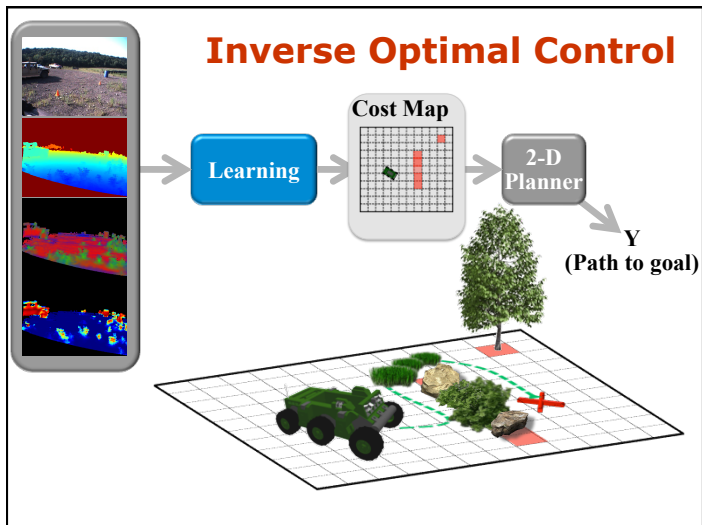 Inverse Optimal Control
Cost Map
Learning
2-D
Planner
Y
(Path to goal)